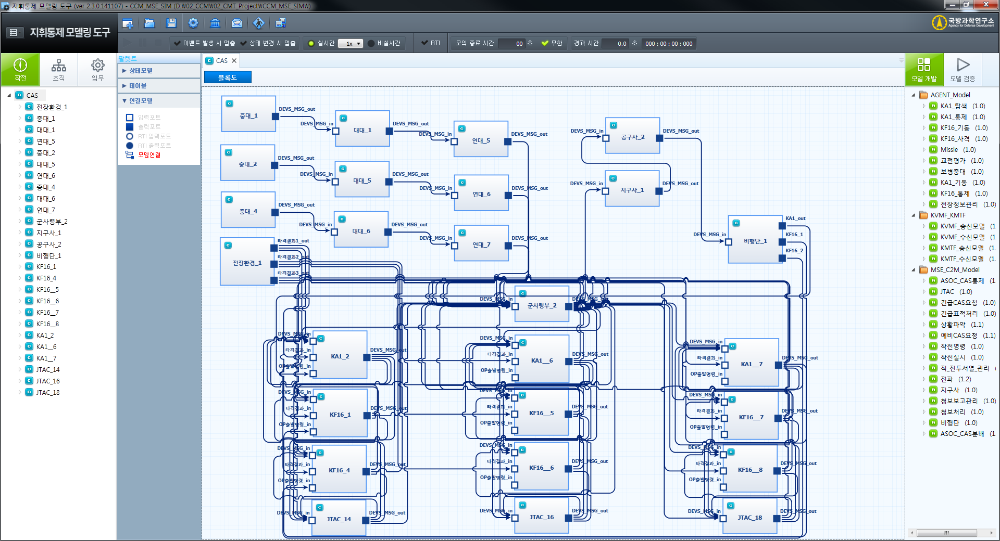 지휘통제 모델링 도구 (ver 2.3.0.141107) - CCM_MSE_SIM (D:₩02_CCM₩02_CMT_Project₩CCM_MSE_SIM₩)
지휘통제 모델링 도구
국방과학연구소
Agency for Defense Development
이벤트 발생 시 멈춤
상태 변경 시 멈춤
실시간
1x
비실시간
RTI
모의 종료 시간
00
초
무한
경과 시간
0.0
초
000 : 00 : 00 : 000
작전
조직
임무
CAS
전장환경_1
중대_1
대대_1
연대_5
중대_2
대대_5
연대_6
중대_4
대대_6
연대_7
군사령부_2
지구사_1
공구사_2
비행단_1
KF16_1
KF16_4
KF16__5
KF16__6
KF16__7
KF16__8
KA1_2
KA1__6
KA1__7
JTAC_14
JTAC_16
JTAC_18
팔렛트
상태모델
테이블
연결모델
입력포트
출력포트
RTI 입력포트
RTI 출력포트
모델연결
CAS
블록도
중대_1
DEVS_MSG_out
DEVS_MSG_in
대대_1
DEVS_MSG_out
DEVS_MSG_in
연대_5
DEVS_MSG_out
중대_2
DEVS_MSG_out
DEVS_MSG_in
대대_5
DEVS_MSG_out
DEVS_MSG_in
연대_6
DEVS_MSG_out
중대_4
DEVS_MSG_out
DEVS_MSG_in
대대_6
DEVS_MSG_out
DEVS_MSG_in
연대_7
DEVS_MSG_out
DEVS_MSG_in
공구사_2
DEVS_MSG_out
DEVS_MSG_in
지구사_1
DEVS_MSG_out
DEVS_MSG_in
비행단_1
KA1_out
KF16_1
KF16_2
전장환경_1
타격결과1_out
타격결과2_out
타격결과3_out
DEVS_MSG_in
군사령부_2
DEVS_MSG_out
DEVS_MSG_in
타격결과_in
OP출발명령_in
KA1_2
DEVS_MSG_out
DEVS_MSG_in
타격결과_in
OP출발명령_in
KA1__6
DEVS_MSG_out
DEVS_MSG_in
타격결과_in
OP출발명령_in
KA1__7
DEVS_MSG_out
DEVS_MSG_in
타격결과_in
OP출발명령_in
KF16_1
DEVS_MSG_out
DEVS_MSG_in
타격결과_in
OP출발명령_in
KF16__5
DEVS_MSG_out
DEVS_MSG_in
타격결과_in
OP출발명령_in
KF16__7
DEVS_MSG_out
DEVS_MSG_in
타격결과_in
OP출발명령_in
KF16_4
DEVS_MSG_out
DEVS_MSG_in
타격결과_in
OP출발명령_in
KF16__6
DEVS_MSG_out
DEVS_MSG_in
타격결과_in
OP출발명령_in
KF16__8
DEVS_MSG_out
DEVS_MSG_in
JTAC_14
DEVS_MSG_out
DEVS_MSG_in
JTAC_16
DEVS_MSG_out
DEVS_MSG_in
JTAC_18
DEVS_MSG_out
모델 개발
모델 검증
AGENT_Model
KA1_탐색 (1.0)
KA1_통제 (1.0)
KF16_기동 (1.0)
KF16_사격 (1.0)
Missle (1.0)
교전평가 (1.0)
보병중대 (1.0)
KA1_기동 (1.0)
KF16_통제 (1.0)
전장정보관리 (1.0)
KVMF_KMTF
KVMF_송신모델 (1
KVMF_수신모델 (1
KMTF_송신모델 (1.
KMTF_수신모델 (1.
MSE_C2M_Model
ASOC_CAS통제 (1
JTAC (1.0)
긴급CAS요청 (1.0)
긴급표적처리 (1.0)
상황파악 (1.1)
예비CAS요청 (1.1)
작전명령 (1.0)
작전실시 (1.0)
적_전투서열_관리 (
전파 (1.2)
지구사 (1.0)
첩보보고관리 (1.0)
첩보처리 (1.0)
비행단 (1.0)
ASOC_CAS분배 (1